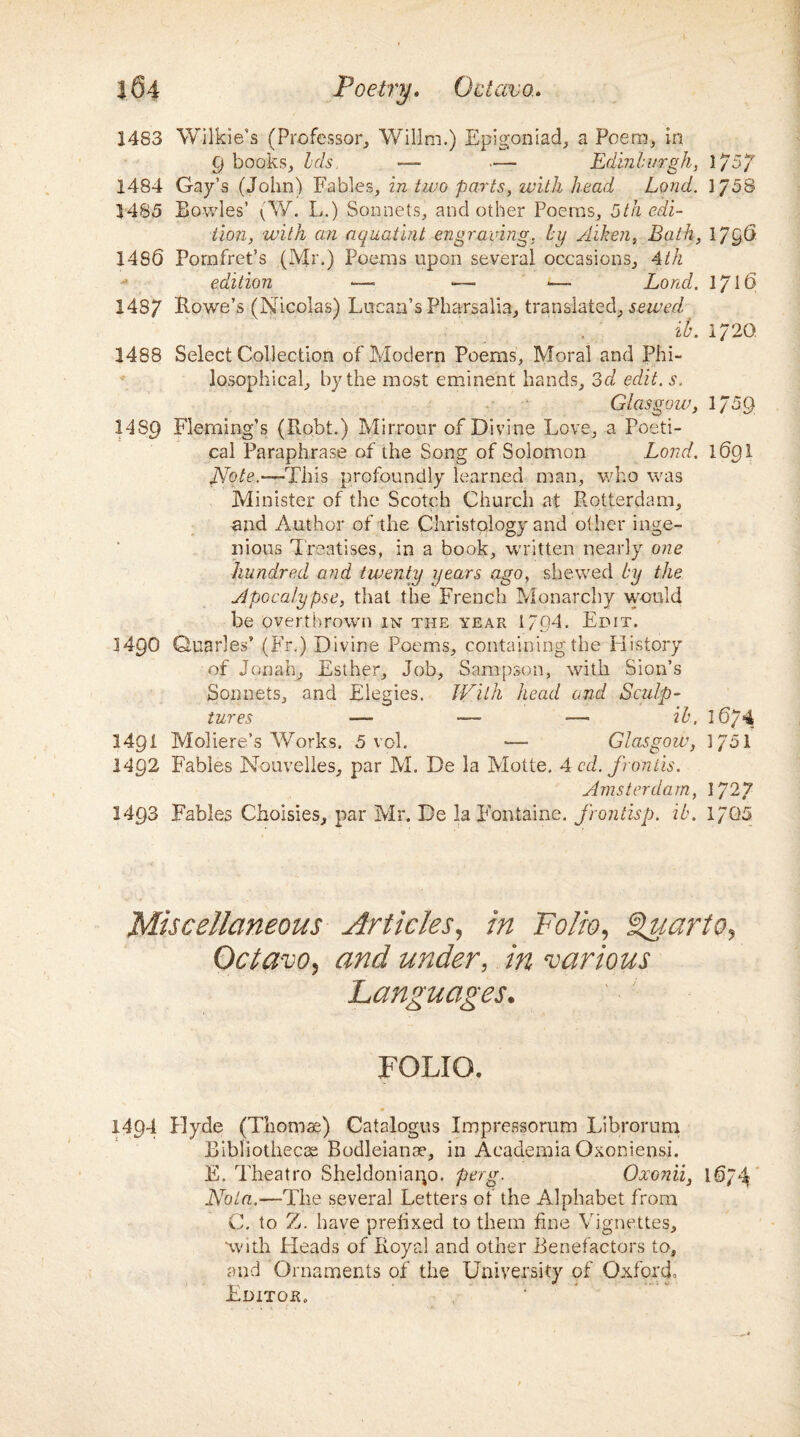 164 Poetry. Octavo.
1483 Wilkie's (Professor, Willm.) Epigoniad, a Poem, in
9 books, bds — — Edinburgh, 1757
1484 Gay's (John) Fables, in two parts, with head Lond. 1758
1485 Bowles' (W. L.) Sonnets, and other Poems, 5th edi-
tion, with an aquatint engraving, by Aiken, Bath, 1796
1486 Pomfret's (Mr.) Poems upon several occasions, 4th
edition — — — Lond. 1716
1487 Rowe's (Nicolas) Lucan's Pharsalia, translated, sewed
ib. 1720
1488 Select Collection of Modern Poems, Moral and Phi-
losophical, by the most eminent hands, 3d edit. s.
Glasgow, 1759
1489 Fleming's (Robt.) Mirrour of Divine Love, a Poeti-
cal Paraphrase of the Song of Solomon Lond. 1691
Note.—This profoundly learned man, who was
Minister of the Scotch Church at Rotterdam,
and Author of the Christology and other inge-
nious Treatises, in a book, written nearly one
hundred and twenty years ago, shewed by the
Apocalypse, that the French Monarchy would
be overthrown IN THE YEAR 1794. EDIT.
1490 Quarles' (Fr.) Divine Poems, containing the History
of Jonah, Esther, Job, Sampson, with Sion's
Sonnets, and Elegies. With head and Sculp-
tures — — — ib. 1674
1491 Moliere's Works. 5 vol. — Glasgow, 1751
1492 Fables Nouvelles, par M. De la Motte. 4 ed. frontis.
Amsterdam, 1727
1493 Fables Choisies, par Mr. De la Fontaine. frontisp. ib. 1705
Miscellaneous Articles, in Folio, Quarto,
Octavo, and under, in various
Languages.
FOLIO.
1494 Hyde (Thomæ) Catalogus Impressorum Librorum
Bibliothecæ Bodleianæ, in Academia Oxoniensi.
E. Theatro Sheldoniano. perg. Oxonii, 1674
Nota.—The several Letters of the Alphabet from
C. to Z. have prefixed to them fine Vignettes,
with Heads of Royal and other Benefactors to,
and Ornaments of the University of Oxford,
EDITOR.